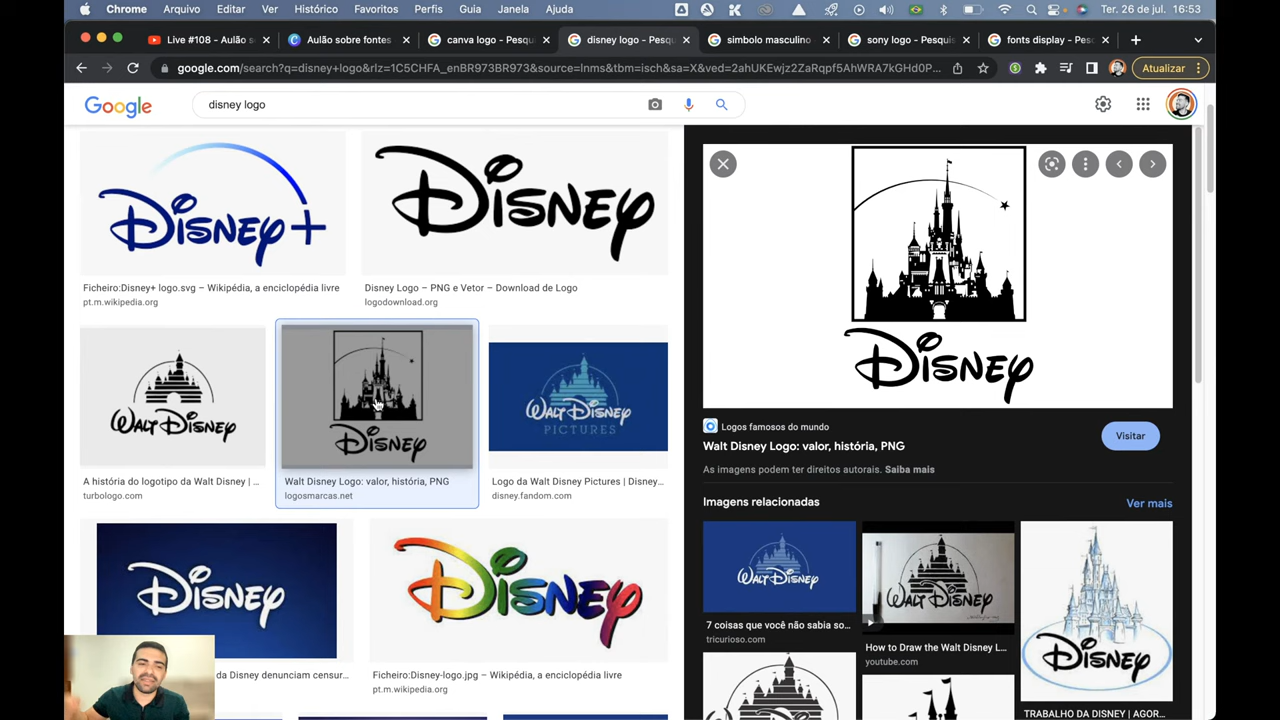 Chrome Arquivo Editar Ver Histórico Favoritos Perfis Guia Janela Ajuda Ter. 26 de jul. 16:53
Live #108 – Aulão s
Aulão sobre fontes
canva logo - Pesqu
disney logo - Pesq
simbolo masculino
sony logo - Pesquis
fonts display - Pesc
google.com/search?q=disney+logo&rlz=1C5CHFA_enBR973BR973&source=lnms&tbm=isch&sa=X&ved=2ahUKEwjz2ZaRqpf5AhWRA7kGHd0P...
Atualizar
Google
disney logo
Disney+
Ficheiro:Disney+ logo.svg – Wikipédia, a enciclopédia livre
pt.m.wikipedia.org
Disney
Disney Logo – PNG e Vetor – Download de Logo
logodownload.org
Walt Disney
A história do logotipo da Walt Disney | ...
turbologo.com
Disney
Walt Disney Logo: valor, história, PNG
logosmarcas.net
Walt Disney
PICTURES
Logo da Walt Disney Pictures | Disney...
disney.fandom.com
Disney
da Disney denunciam censur...
Disney
Ficheiro:Disney-logo.jpg – Wikipédia, a enciclopédia livre
pt.m.wikipedia.org
Disney
Logos famosos do mundo
Walt Disney Logo: valor, história, PNG
Visitar
As imagens podem ter direitos autorais. Saiba mais
Imagens relacionadas
Ver mais
Walt Disney
7 coisas que você não sabia so...
tricurioso.com
Walt Disney
How to Draw the Walt Disney L...
youtube.com
Disney
TRABALHO DA DISNEY | AGOR...